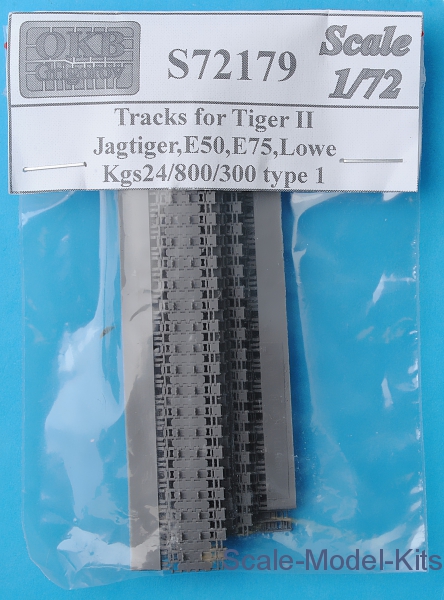 OKB
Grigorov
S72179
Scale
1/72
Tracks for Tiger II
Jagtiger,E50,E75,Lowe
Kgs24/800/300 type 1
Scale-Model-Kits